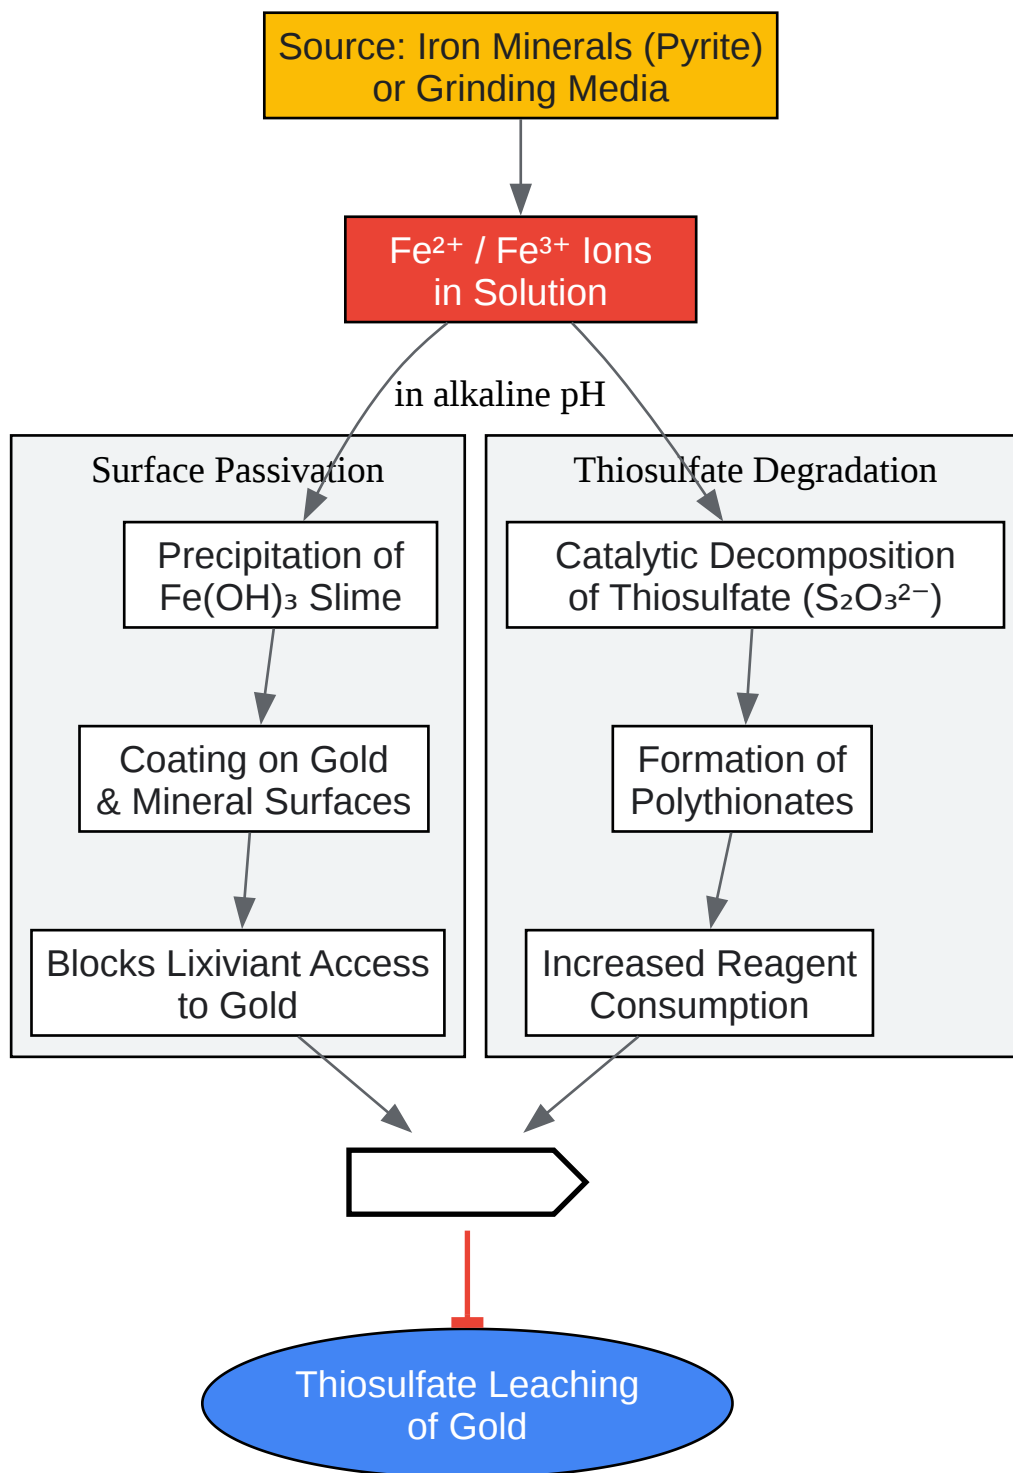 Source: Iron Minerals (Pyrite)
or Grinding Media
Fe²⁺ / Fe³⁺ Ions
in Solution
in alkaline pH
Surface Passivation
Precipitation of
Fe(OH)₃ Slime
Coating on Gold
& Mineral Surfaces
Blocks Lixiviant Access
to Gold
Thiosulfate Degradation
Catalytic Decomposition
of Thiosulfate (S₂O₃²⁻)
Formation of
Polythionates
Increased Reagent
Consumption
Thiosulfate Leaching
of Gold